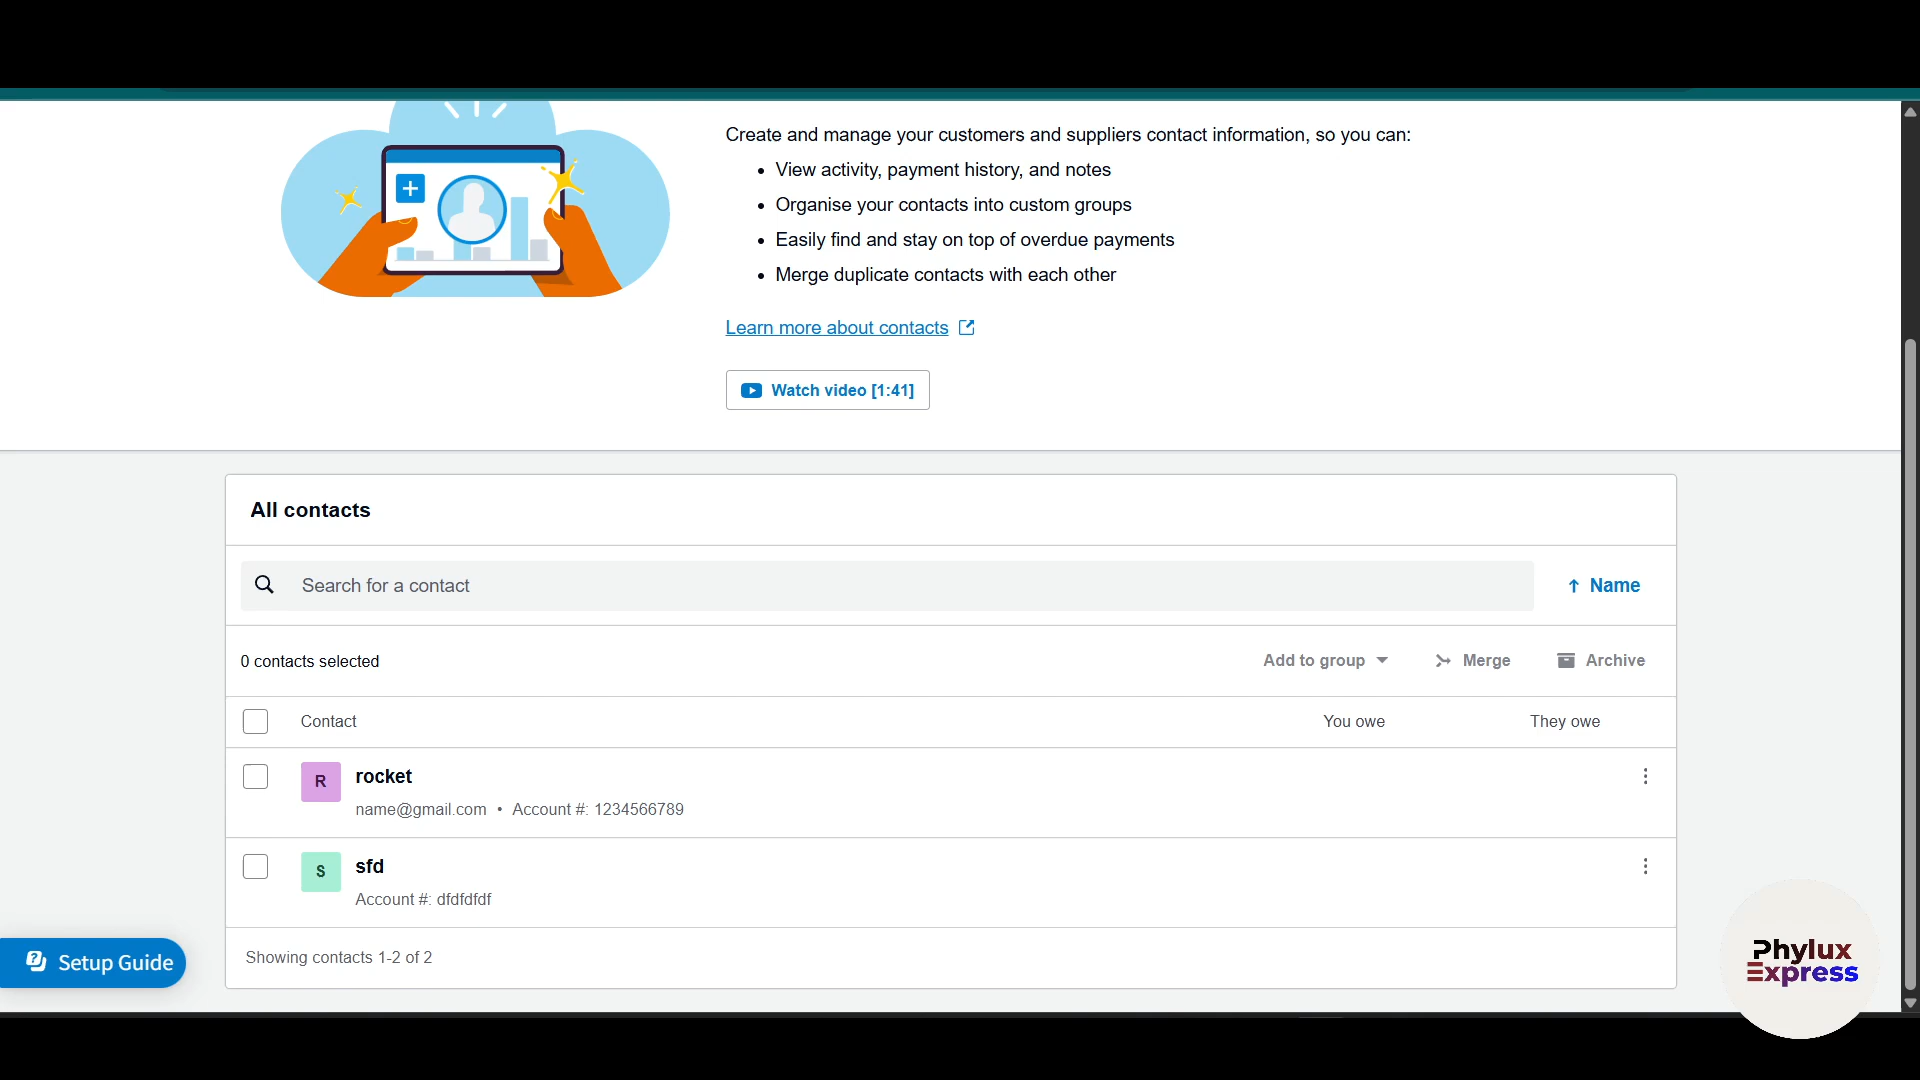 Create and manage your customers and suppliers contact information, so you can:
• View activity, payment history, and notes
• Organise your contacts into custom groups
• Easily find and stay on top of overdue payments
• Merge duplicate contacts with each other
Learn more about contacts
Watch video [1:41]
All contacts
Search for a contact
↑ Name
0 contacts selected
Add to group
Merge
Archive
Contact
You owe
They owe
R
rocket
name@gmail.com • Account #: 1234566789
S
sfd
Account #: dfdfdfdf
Showing contacts 1-2 of 2
Setup Guide
Phylux
Express